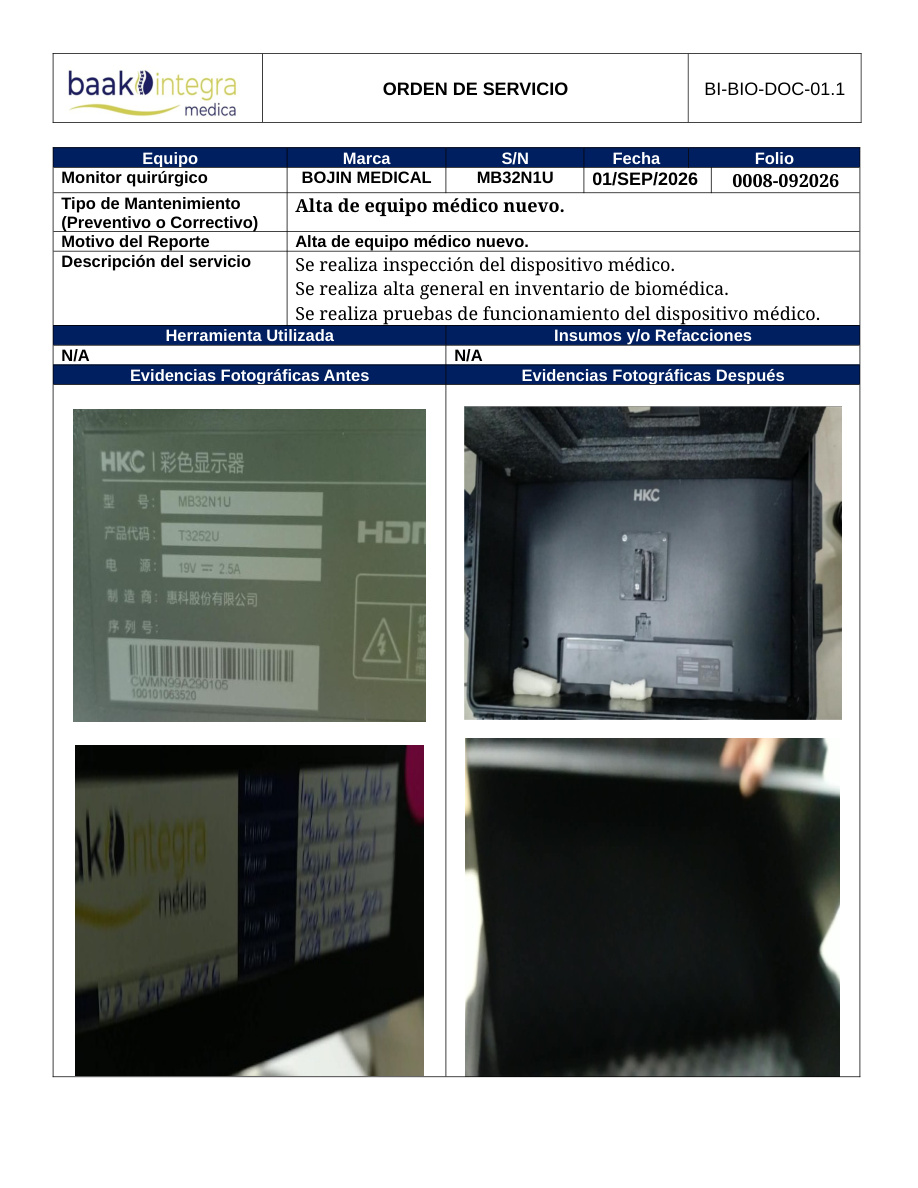 baak integra
medica
ORDEN DE SERVICIO
BI-BIO-DOC-01.1
Equipo Marca S/N Fecha Folio
Monitor quirúrgico BOJIN MEDICAL MB32N1U 01/SEP/2026 0008-092026
Tipo de Mantenimiento
(Preventivo o Correctivo)
Alta de equipo médico nuevo.
Motivo del Reporte Alta de equipo médico nuevo.
Descripción del servicio
Se realiza inspección del dispositivo médico.
Se realiza alta general en inventario de biomédica.
Se realiza pruebas de funcionamiento del dispositivo médico.
Herramienta Utilizada Insumos y/o Refacciones
N/A N/A
Evidencias Fotográficas Antes Evidencias Fotográficas Después
HKC | 彩色显示器
型 号: MB32N1U
产品代码: T3252U
HDM
电 源: 19V ⎓ 2.5A
制 造 商: 惠科股份有限公司
序 列 号:
CWMN99A290105
100101063520
HKC
ak integra
médica
Realizó
Equipo Monitor Qx
Marca Bojin Medical
MB32N1U
02-Sep-2026